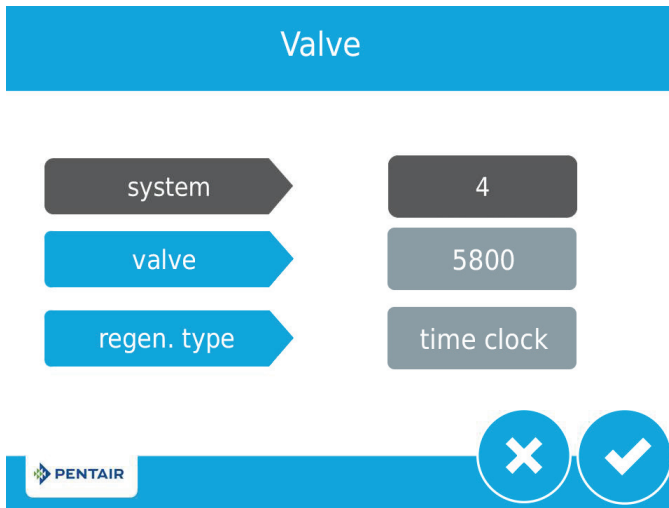 Valve
system
4
valve
5800
regen. type
time clock
PENTAIR